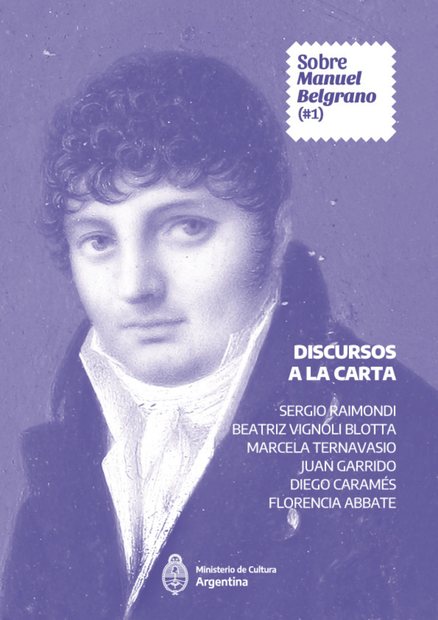 Sobre
Manuel
Belgrano
(#1)
DISCURSOS
A LA CARTA
SERGIO RAIMONDI
BEATRIZ VIGNOLI BLOTTA
MARCELA TERNAVASIO
JUAN GARRIDO
DIEGO CARAMÉS
FLORENCIA ABBATE
Ministerio de Cultura
Argentina